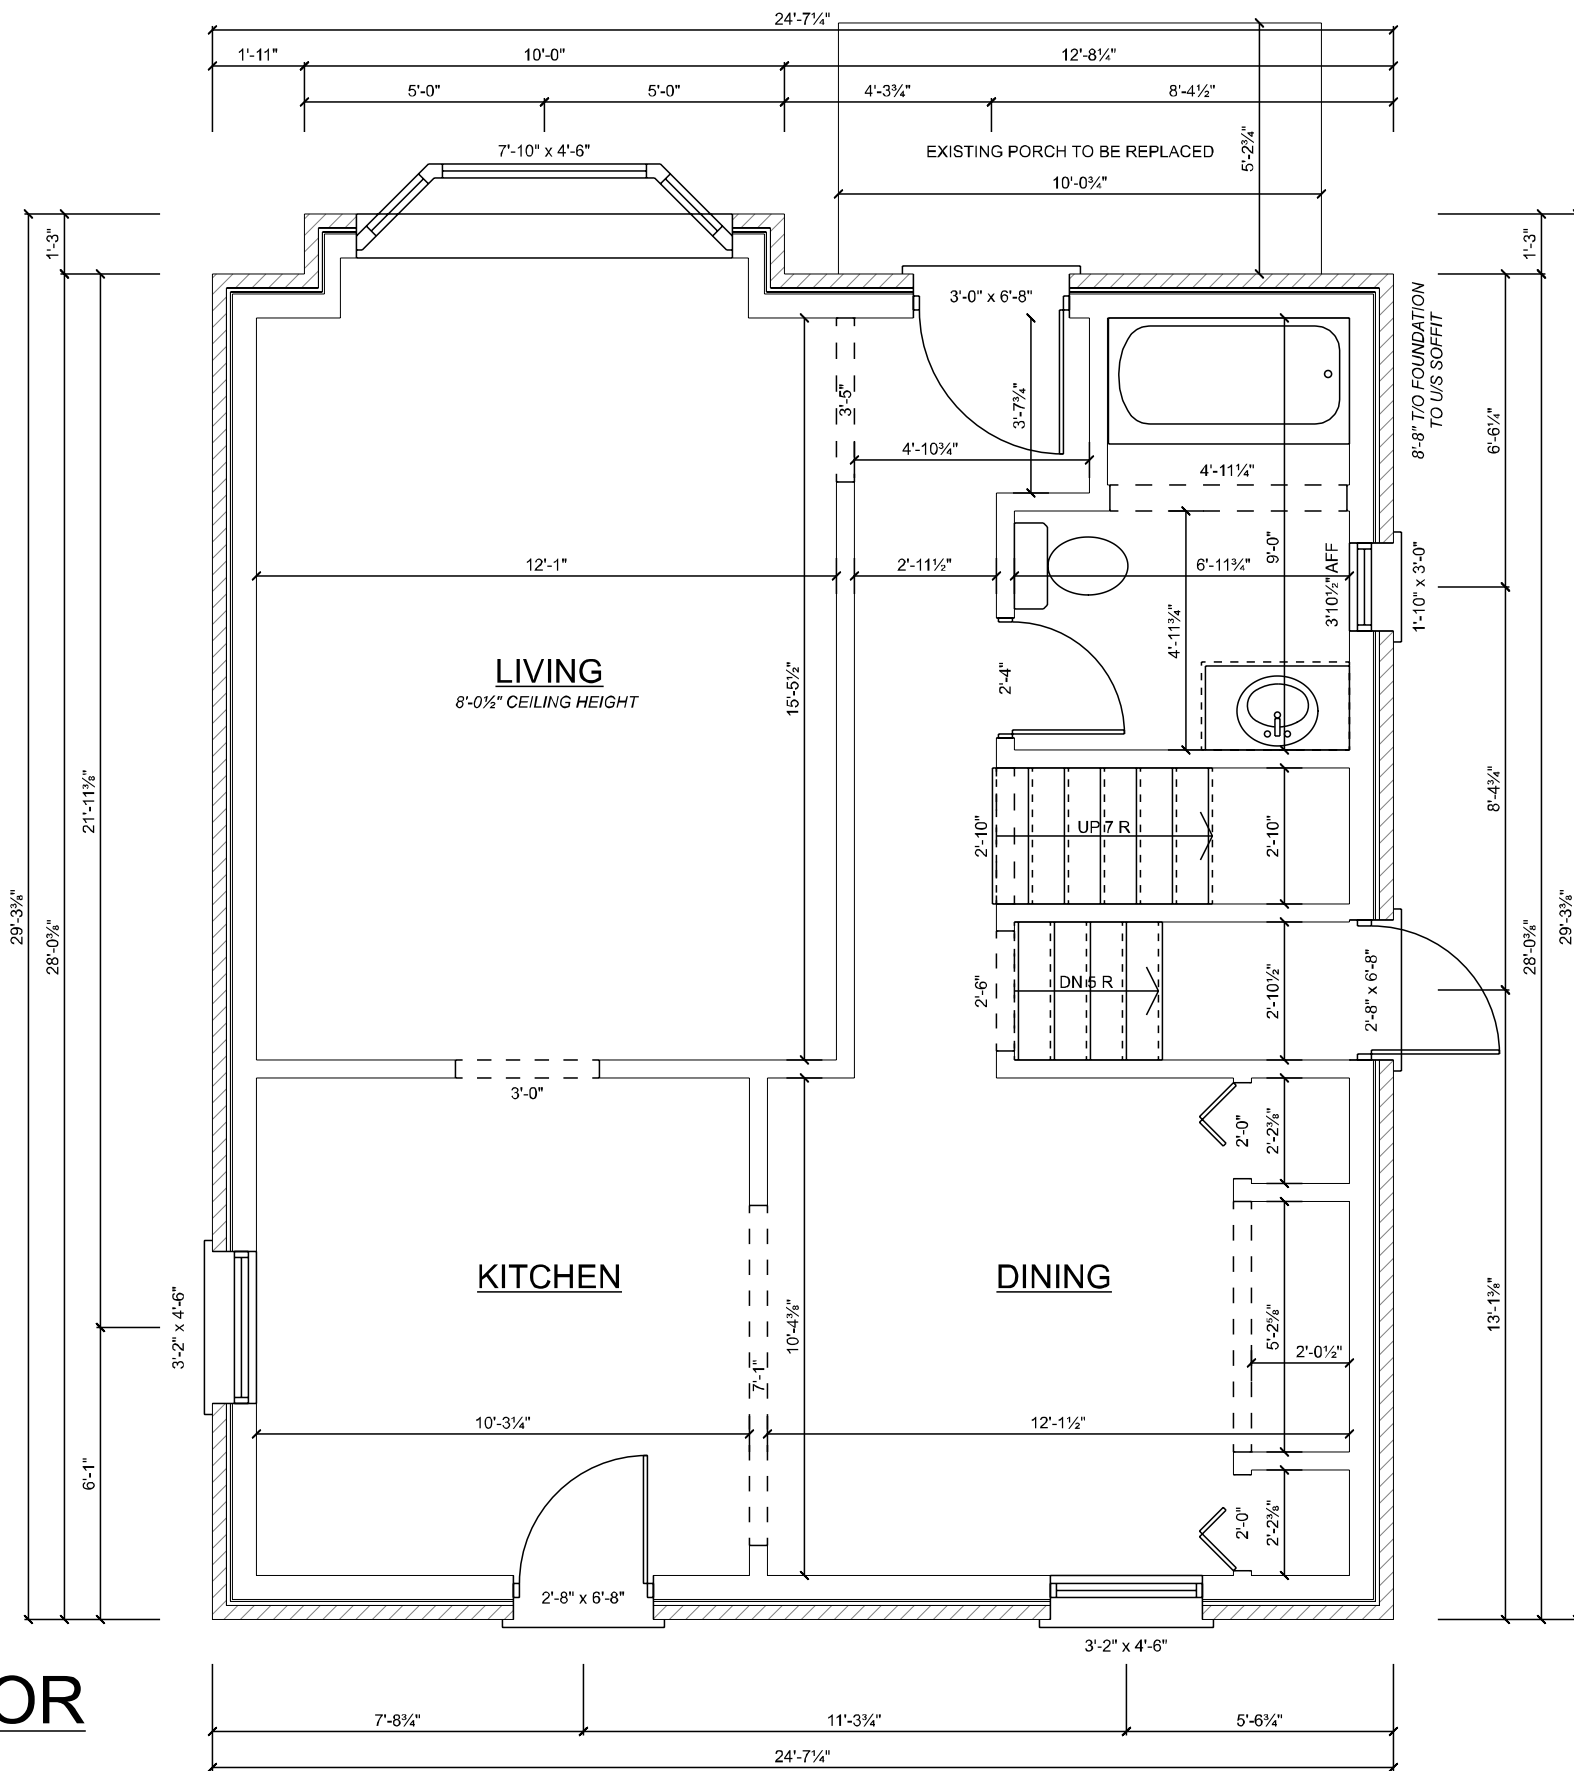 24'-7¼"
1'-11"
10'-0"
12'-8¼"
5'-0"
5'-0"
4'-3¾"
8'-4½"
7'-10" x 4'-6"
EXISTING PORCH TO BE REPLACED
5'-2¾"
10'-0¾"
1'-3"
1'-3"
3'-0" x 6'-8"
8'-8" T/O FOUNDATION
TO U/S SOFFIT
3'-5"
3'-7¾"
6'-6¼"
4'-10¾"
4'-11¼"
9'-0"
12'-1"
2'-11½"
6'-11¾"
3'10½" AFF
1'-10" x 3'-0"
4'-11¾"
LIVING
8'-0½" CEILING HEIGHT
15'-5½"
2'-4"
21'-11⅜"
8'-4¾"
2'-10"
UP 7 R
2'-10"
29'-3⅜"
28'-0⅜"
2'-6"
DN 5 R
2'-10½"
2'-8" x 6'-8"
28'-0⅜"
29'-3⅜"
3'-0"
2'-0"
2'-2⅜"
KITCHEN
DINING
3'-2" x 4'-6"
10'-4⅜"
5'-2⅝"
13'-1⅜"
7'-1"
2'-0½"
10'-3¼"
12'-1½"
6'-1"
2'-0"
2'-2⅜"
2'-8" x 6'-8"
3'-2" x 4'-6"
OR
7'-8¾"
11'-3¾"
5'-6¾"
24'-7¼"